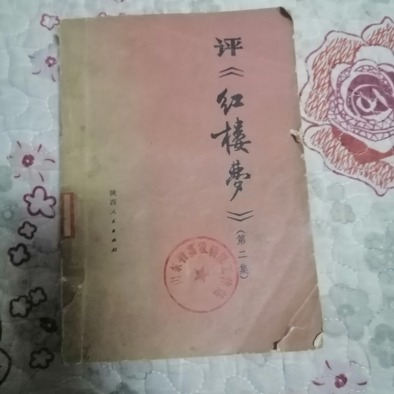 评《红楼梦》
（第二集）
陕西人民出版社